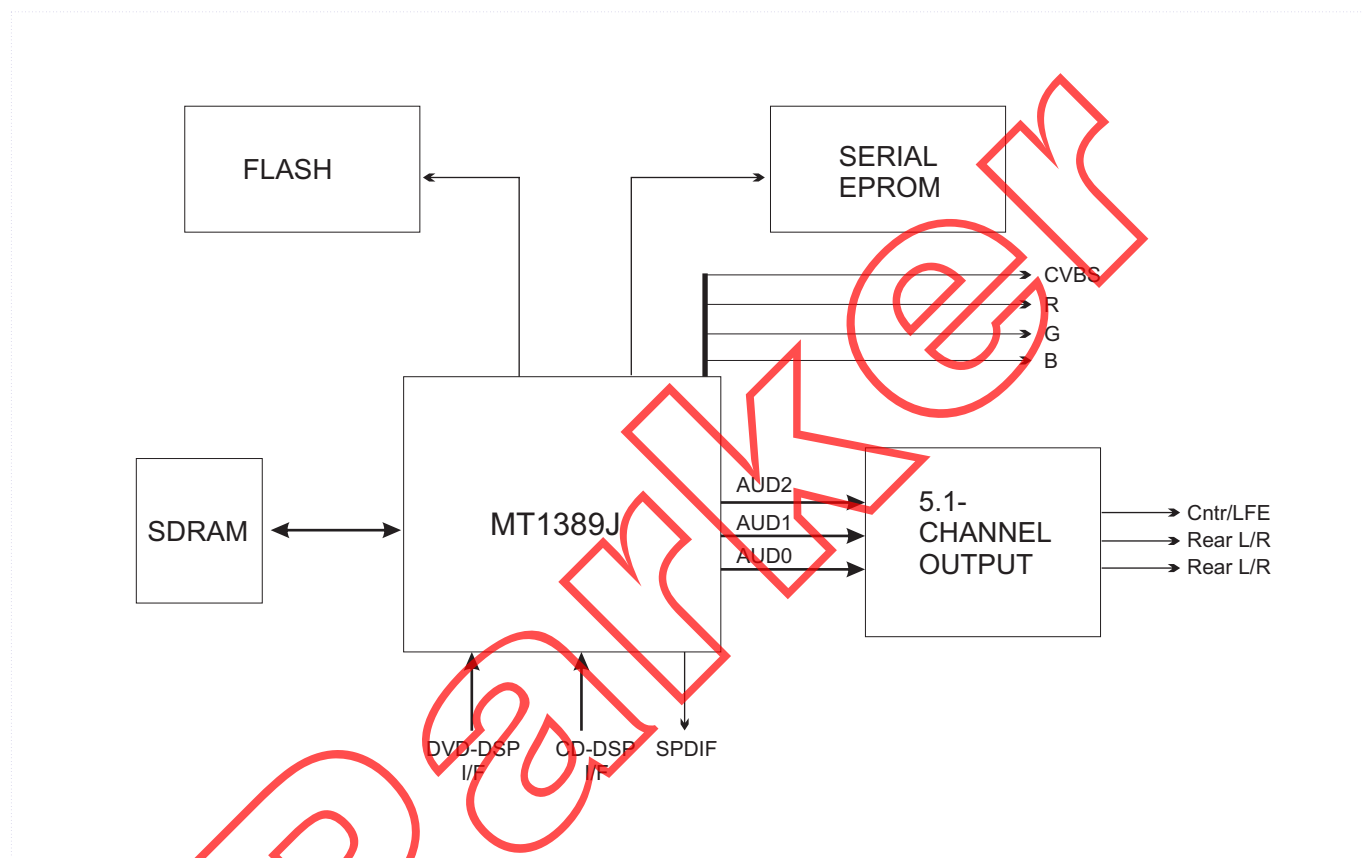 FLASH
SERIAL
EPROM
CVBS
R
G
B
SDRAM
MT1389J
AUD2
AUD1
AUD0
5.1-
CHANNEL
OUTPUT
Cntr/LFE
Rear L/R
Rear L/R
DVD-DSP
I/F
CD-DSP
I/F
SPDIF
Parker